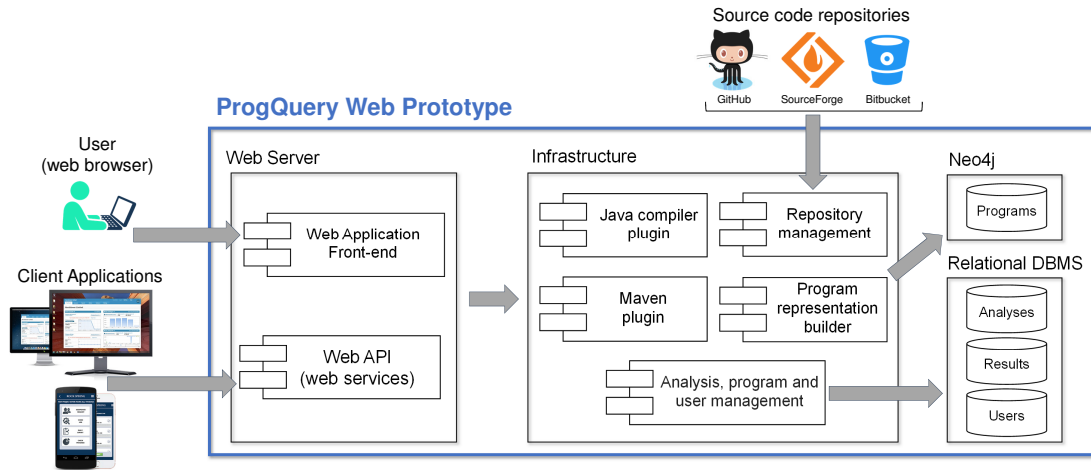 Source code repositories
GitHub
SourceForge
Bitbucket
ProgQuery Web Prototype
User
(web browser)
Client Applications
Web Server
Web Application
Front-end
Web API
(web services)
Infrastructure
Java compiler
plugin
Repository
management
Maven
plugin
Program
representation
builder
Analysis, program and
user management
Neo4j
Programs
Relational DBMS
Analyses
Results
Users